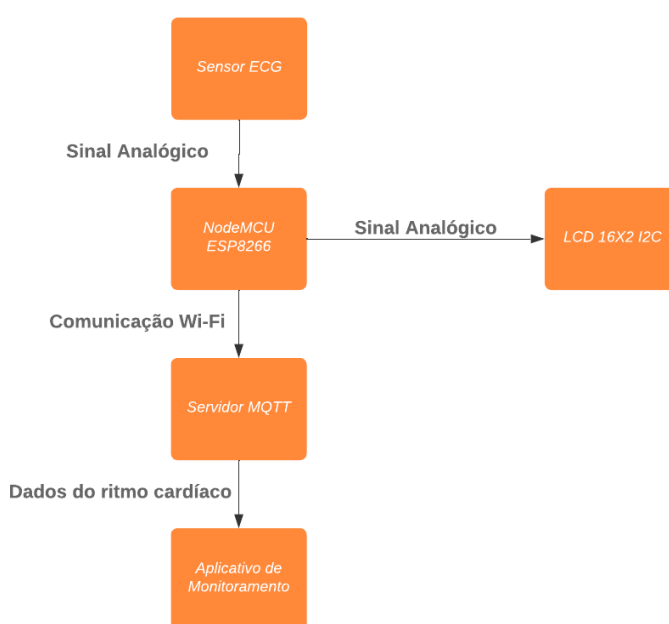 Sensor ECG
Sinal Analógico
NodeMCU
ESP8266
Sinal Analógico
LCD 16X2 I2C
Comunicação Wi-Fi
Servidor MQTT
Dados do ritmo cardíaco
Aplicativo de
Monitoramento